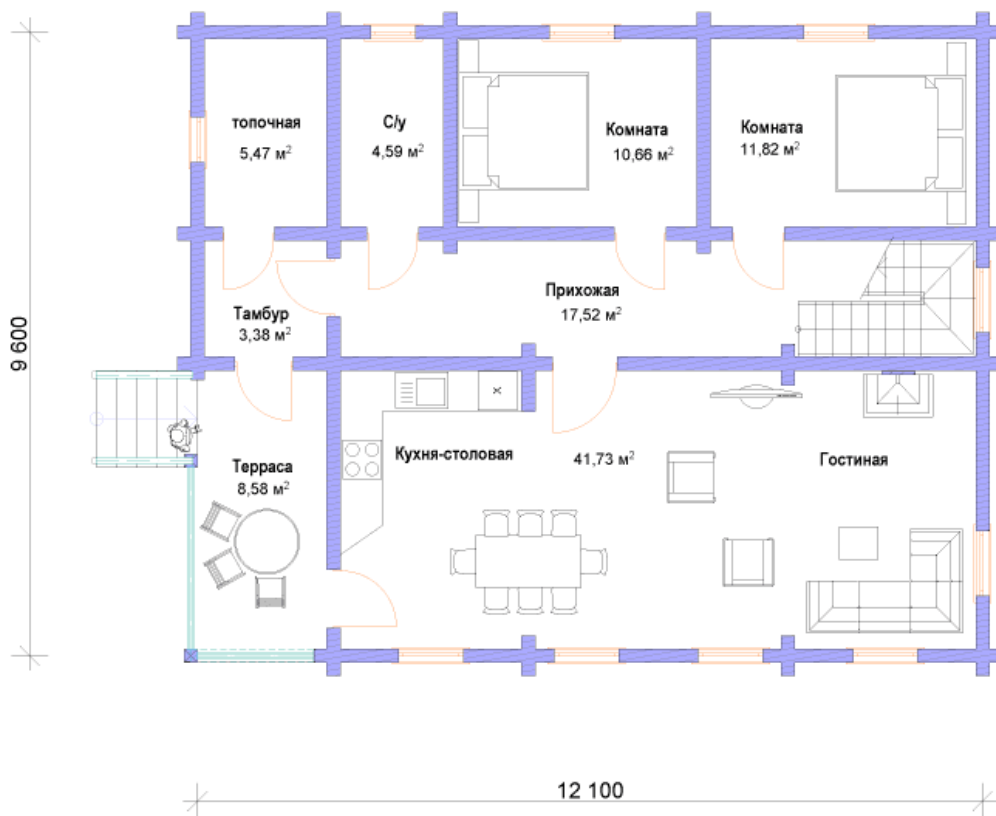 топочная
5,47 м²
С/у
4,59 м²
Комната
10,66 м²
Комната
11,82 м²
Тамбур
3,38 м²
Прихожая
17,52 м²
9 600
Терраса
8,58 м²
Кухня-столовая
41,73 м²
Гостиная
x
12 100